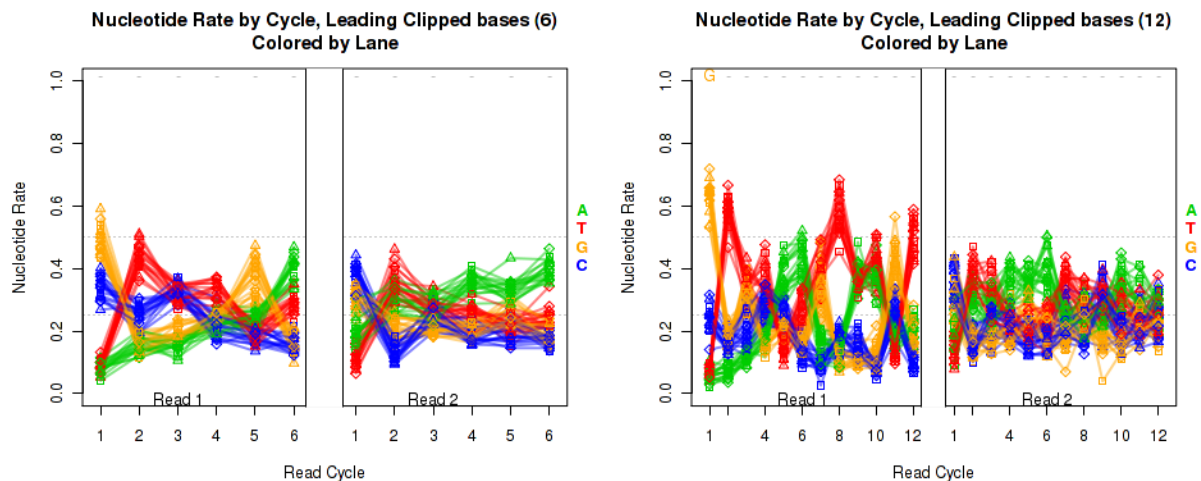 Nucleotide Rate by Cycle, Leading Clipped bases (6)
Colored by Lane
Nucleotide Rate
0.0
0.2
0.4
0.6
0.8
1.0
Read 1
Read 2
1 2 3 4 5 6
1 2 3 4 5 6
Read Cycle
A
T
G
C
Nucleotide Rate by Cycle, Leading Clipped bases (12)
Colored by Lane
Nucleotide Rate
0.0
0.2
0.4
0.6
0.8
1.0
G
Read 1
Read 2
1 4 6 8 10 12
1 4 6 8 10 12
Read Cycle
A
T
G
C